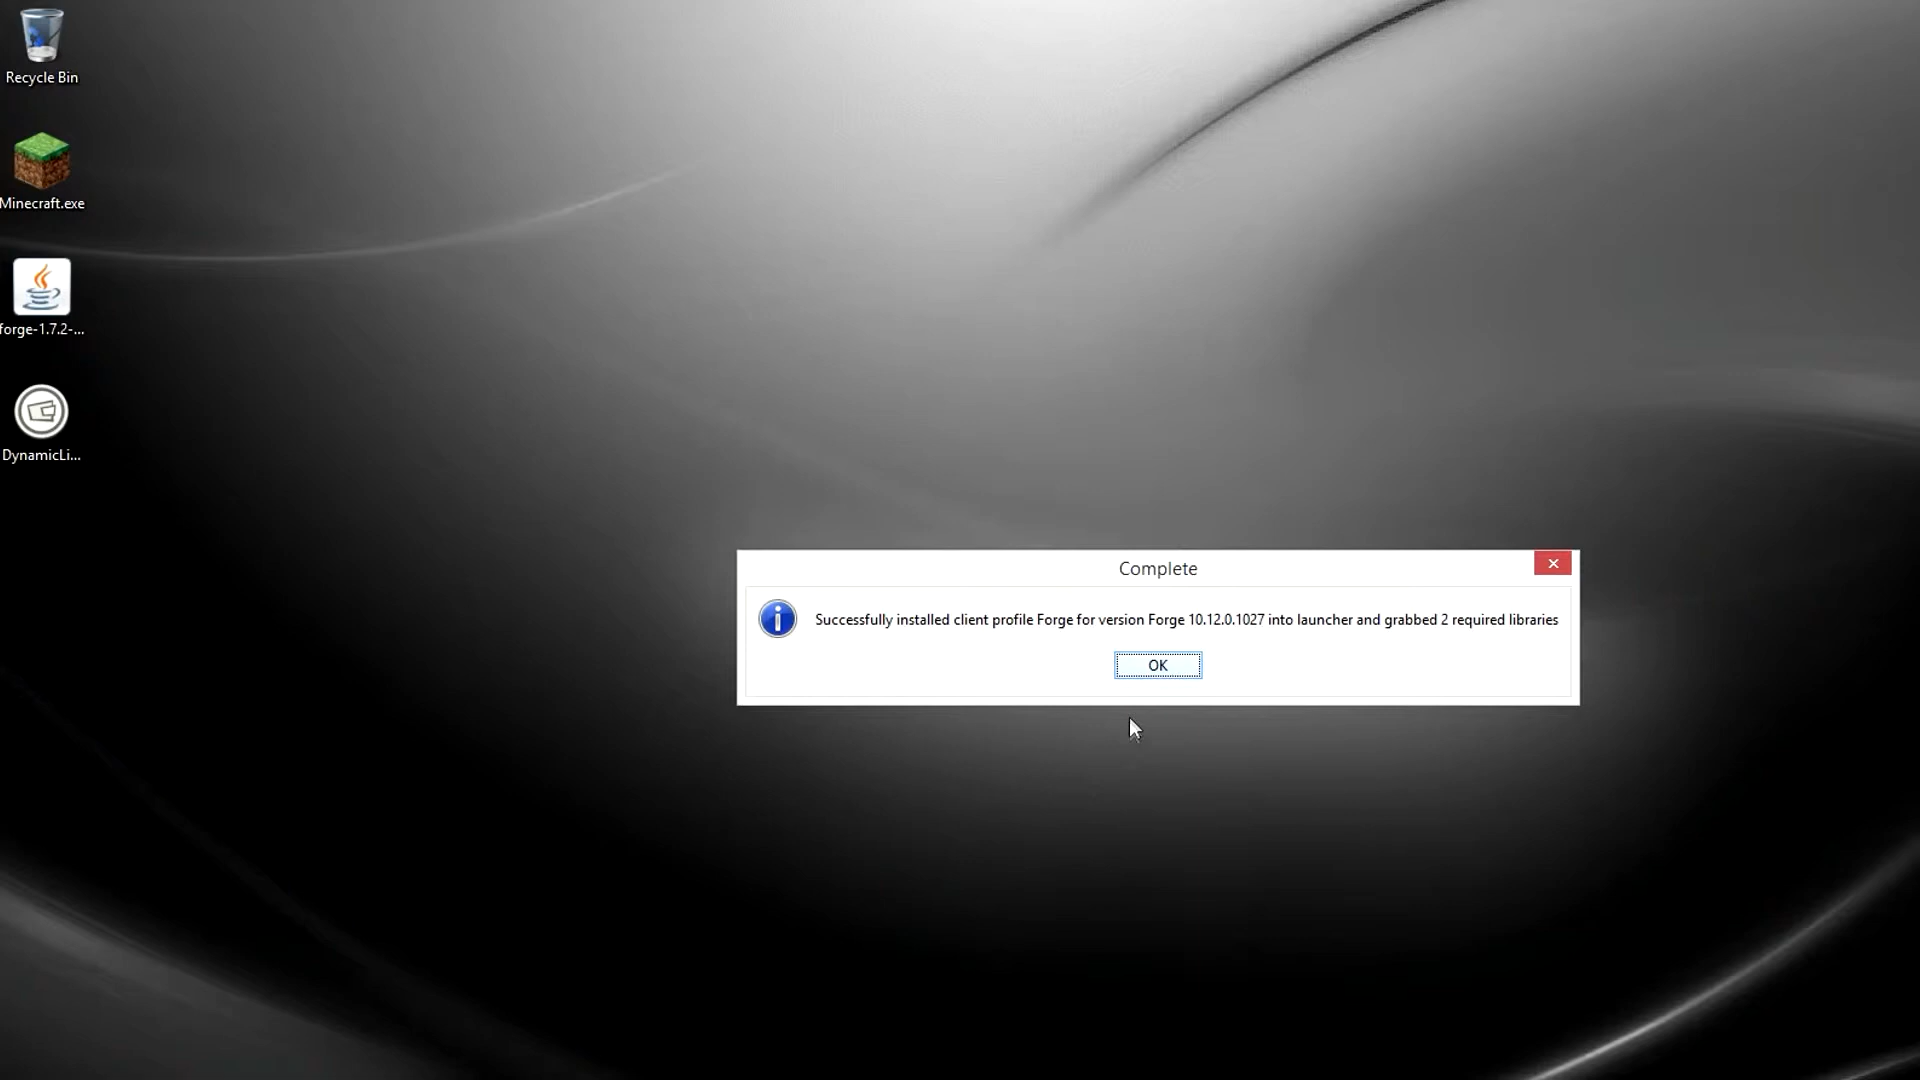 Recycle Bin
Minecraft.exe
forge-1.7.2-...
DynamicLi...
Complete
Successfully installed client profile Forge for version Forge 10.12.0.1027 into launcher and grabbed 2 required libraries
OK